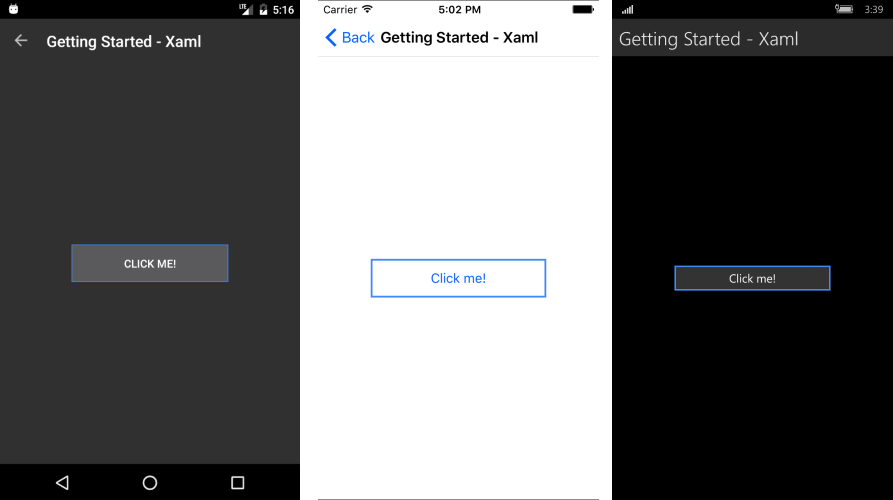 LTE 5:16
Getting Started - Xaml
CLICK ME!
Carrier 5:02 PM
Back Getting Started - Xaml
Click me!
3:39
Getting Started - Xaml
Click me!